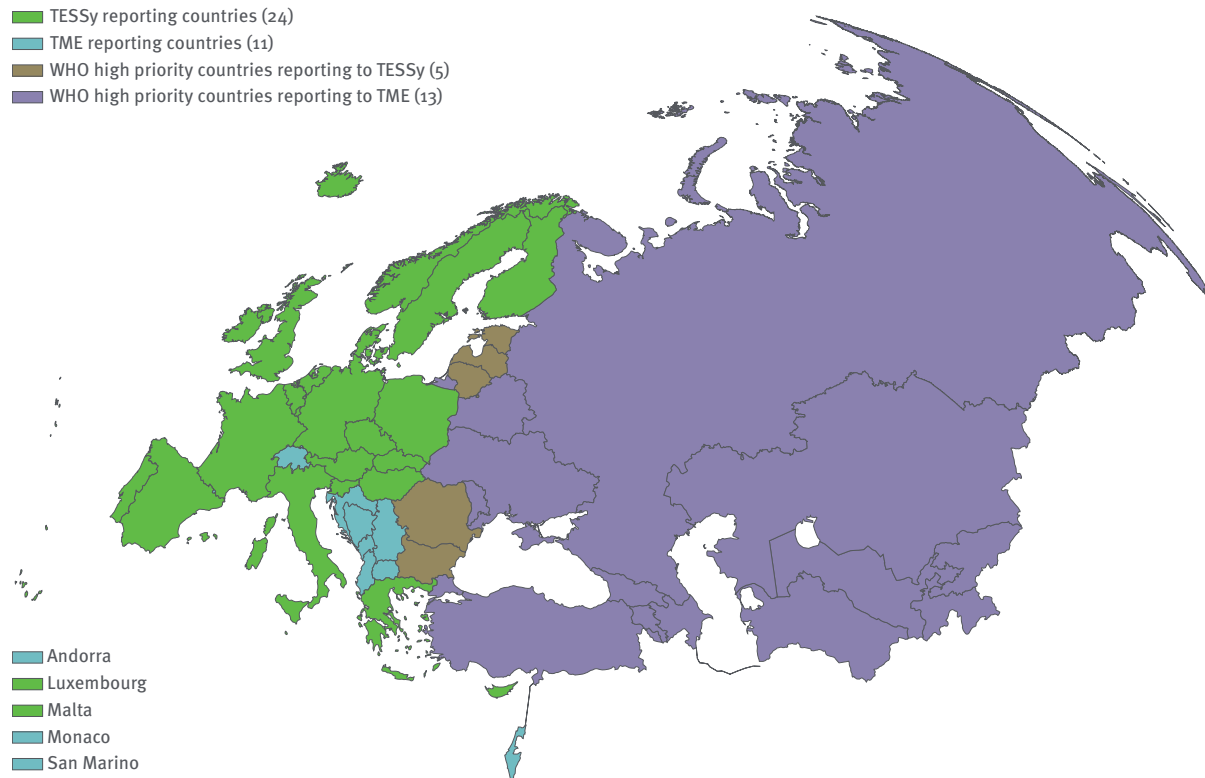 TESSy reporting countries (24)
TME reporting countries (11)
WHO high priority countries reporting to TESSy (5)
WHO high priority countries reporting to TME (13)
Andorra
Luxembourg
Malta
Monaco
San Marino